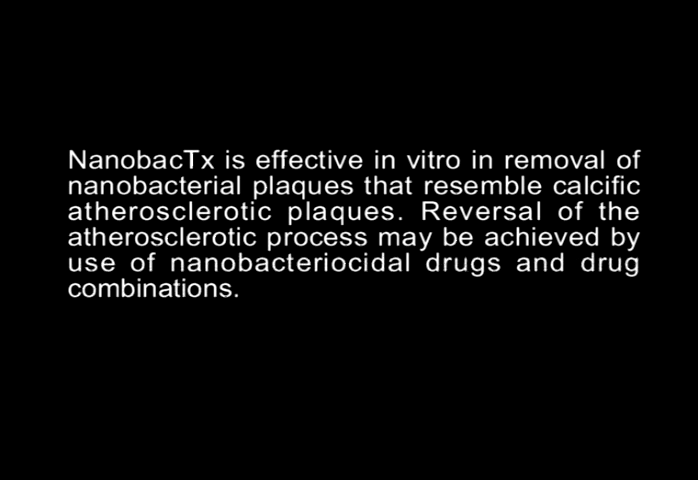 NanobacTx is effective in vitro in removal of
nanobacterial plaques that resemble calcific
atherosclerotic plaques. Reversal of the
atherosclerotic process may be achieved by
use of nanobacteriocidal drugs and drug
combinations.